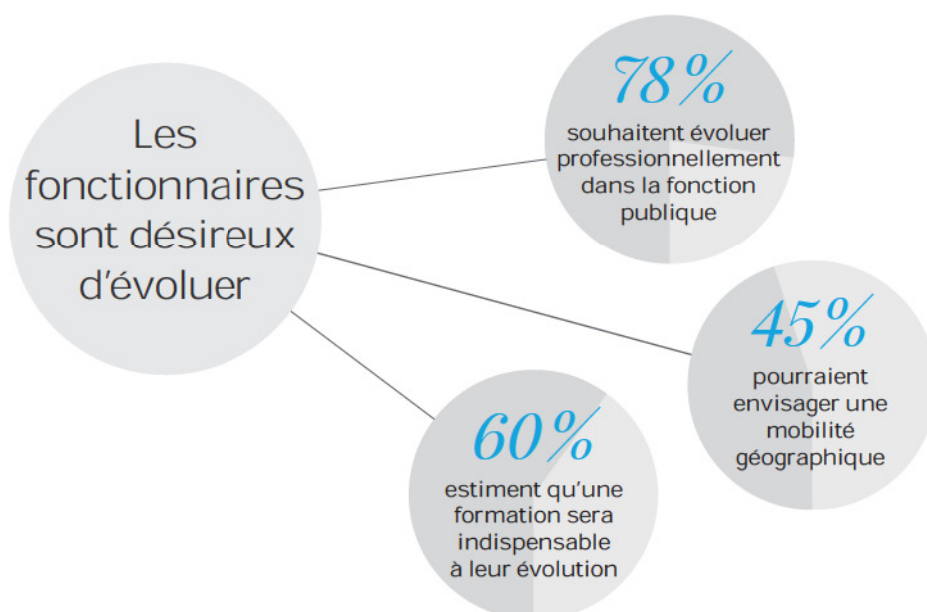 Les
fonctionnaires
sont désireux
d'évoluer
78%
souhaitent évoluer
professionnellement
dans la fonction
publique
45%
pourraient
envisager une
mobilité
géographique
60%
estiment qu'une
formation sera
indispensable
à leur évolution